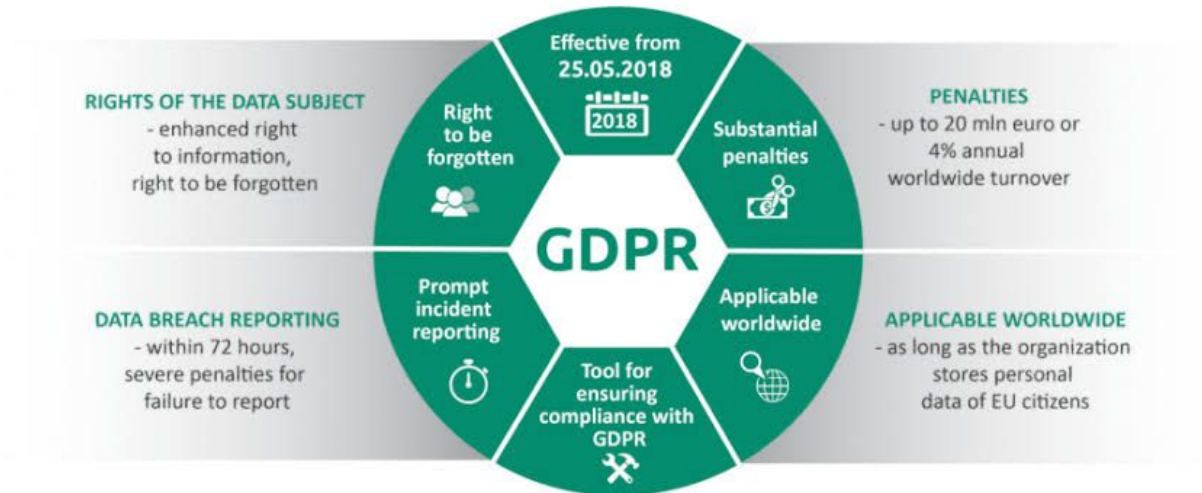 Effective from
25.05.2018
2018
RIGHTS OF THE DATA SUBJECT
- enhanced right
to information,
right to be forgotten
Right
to be
forgotten
Substantial
penalties
PENALTIES
- up to 20 mln euro or
4% annual
worldwide turnover
GDPR
DATA BREACH REPORTING
- within 72 hours,
severe penalties for
failure to report
Prompt
incident
reporting
Tool for
ensuring
compliance with
GDPR
Applicable
worldwide
APPLICABLE WORLDWIDE
- as long as the organization
stores personal
data of EU citizens